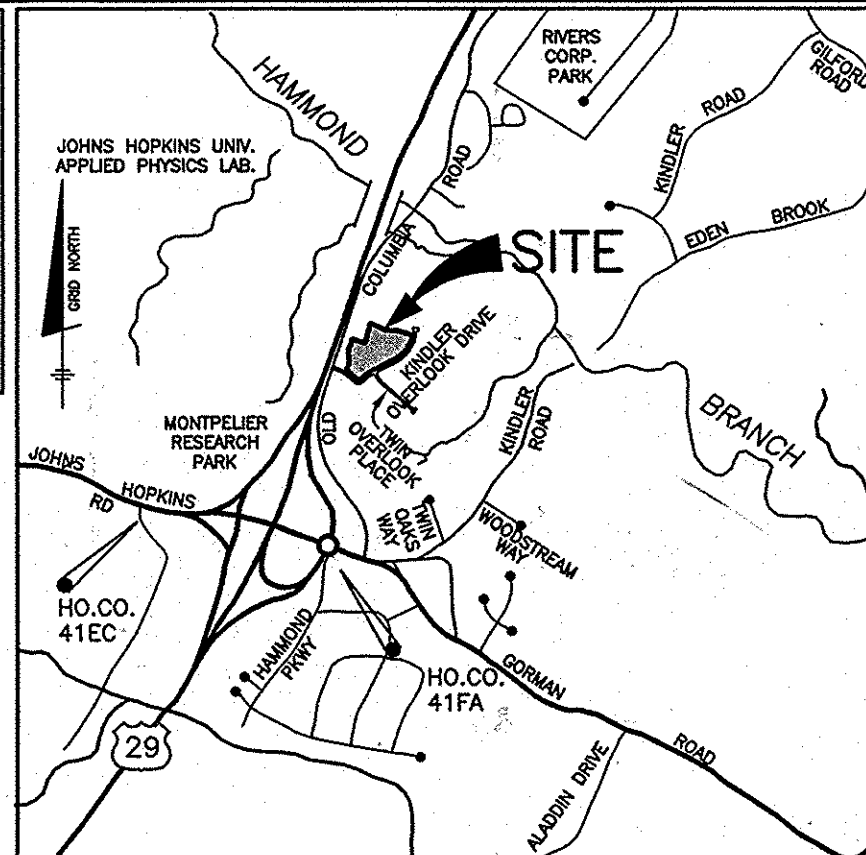 RIVERS
CORP.
PARK
GILFORD
ROAD
HAMMOND
KINDLER ROAD
JOHNS HOPKINS UNIV.
APPLIED PHYSICS LAB.
GRID NORTH
COLUMBIA
ROAD
EDEN BROOK
SITE
KINDLER
OVERLOOK DRIVE
OLD
MONTPELIER
RESEARCH
PARK
TWIN
OVERLOOK
PLACE
KINDLER
ROAD
BRANCH
JOHNS
HOPKINS
RD
TWIN
OAKS
WAY
WOODSTREAM
WAY
HO.CO.
41EC
HAMMOND
PKWY
HO.CO.
41FA
GORMAN
ROAD
29
ALADDIN DRIVE